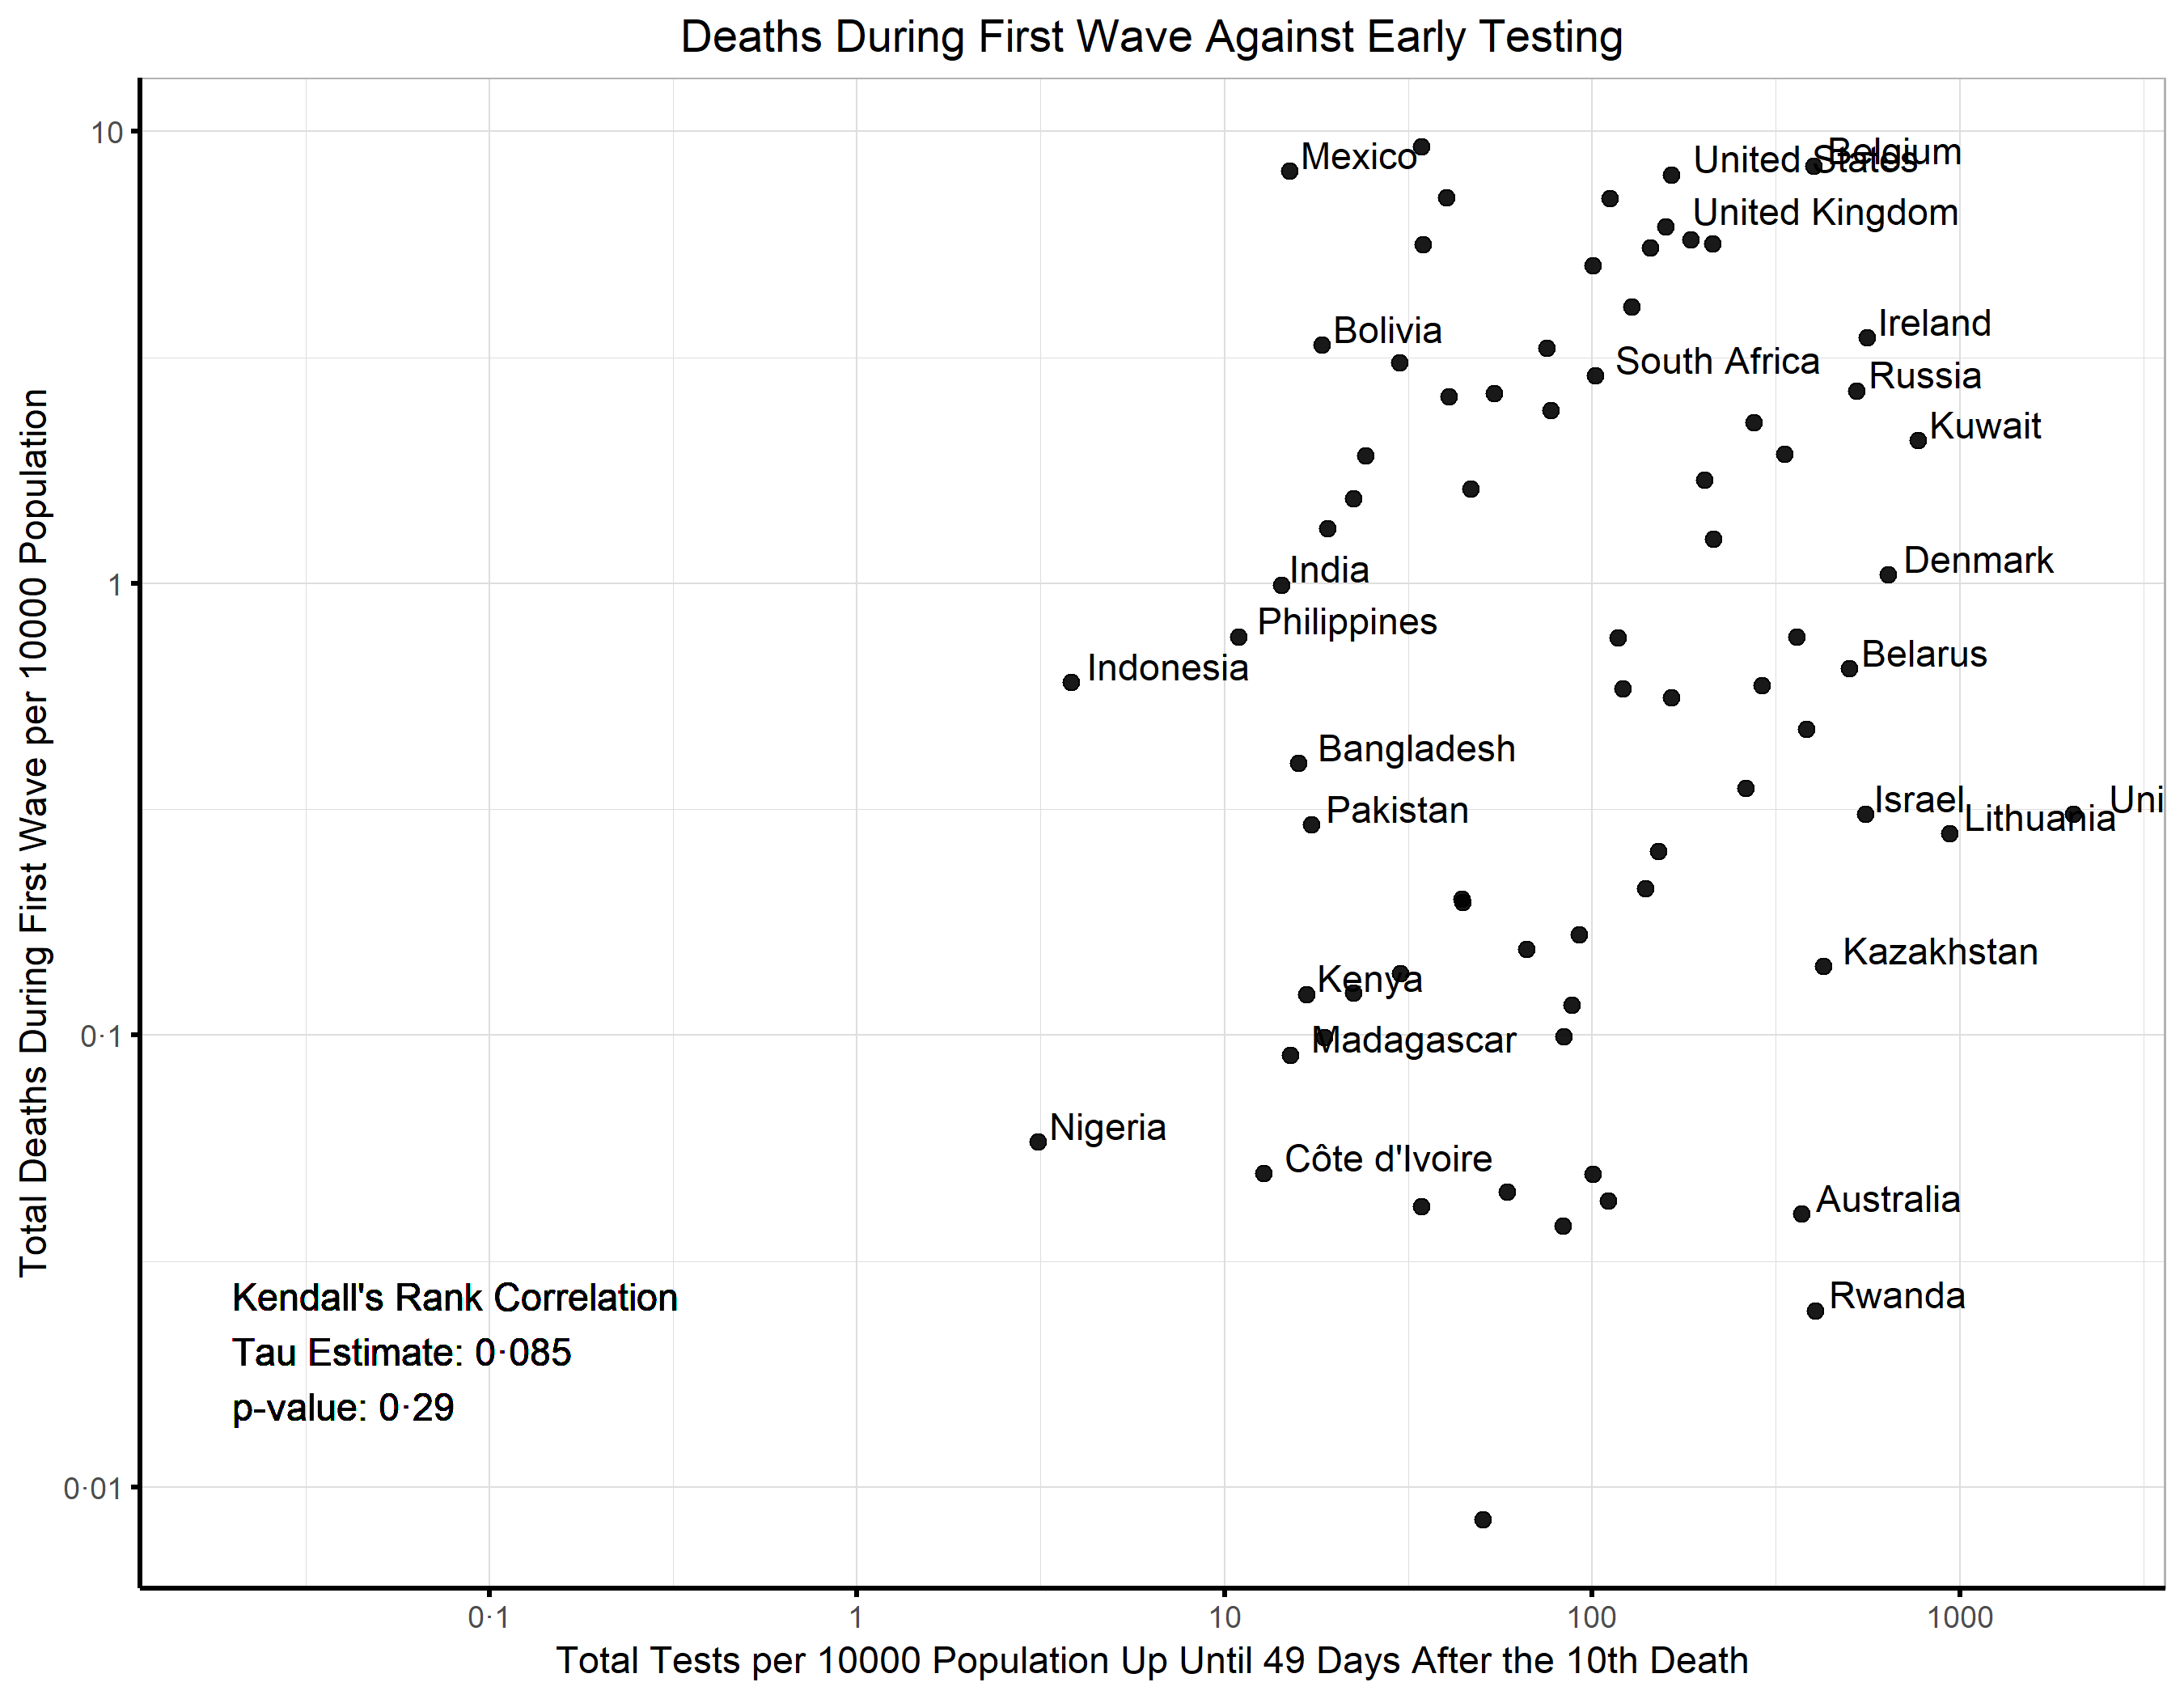 Deaths During First Wave Against Early Testing
Total Deaths During First Wave per 10000 Population
10
1
0·1
0·01
Mexico
United States
Belgium
United Kingdom
Bolivia
Ireland
South Africa
Russia
Kuwait
India
Denmark
Philippines
Indonesia
Belarus
Bangladesh
Pakistan
Israel
Lithuania
Uni
Kenya
Kazakhstan
Madagascar
Nigeria
Côte d'Ivoire
Australia
Rwanda
Kendall's Rank Correlation
Tau Estimate: 0·085
p-value: 0·29
0·1
1
10
100
1000
Total Tests per 10000 Population Up Until 49 Days After the 10th Death